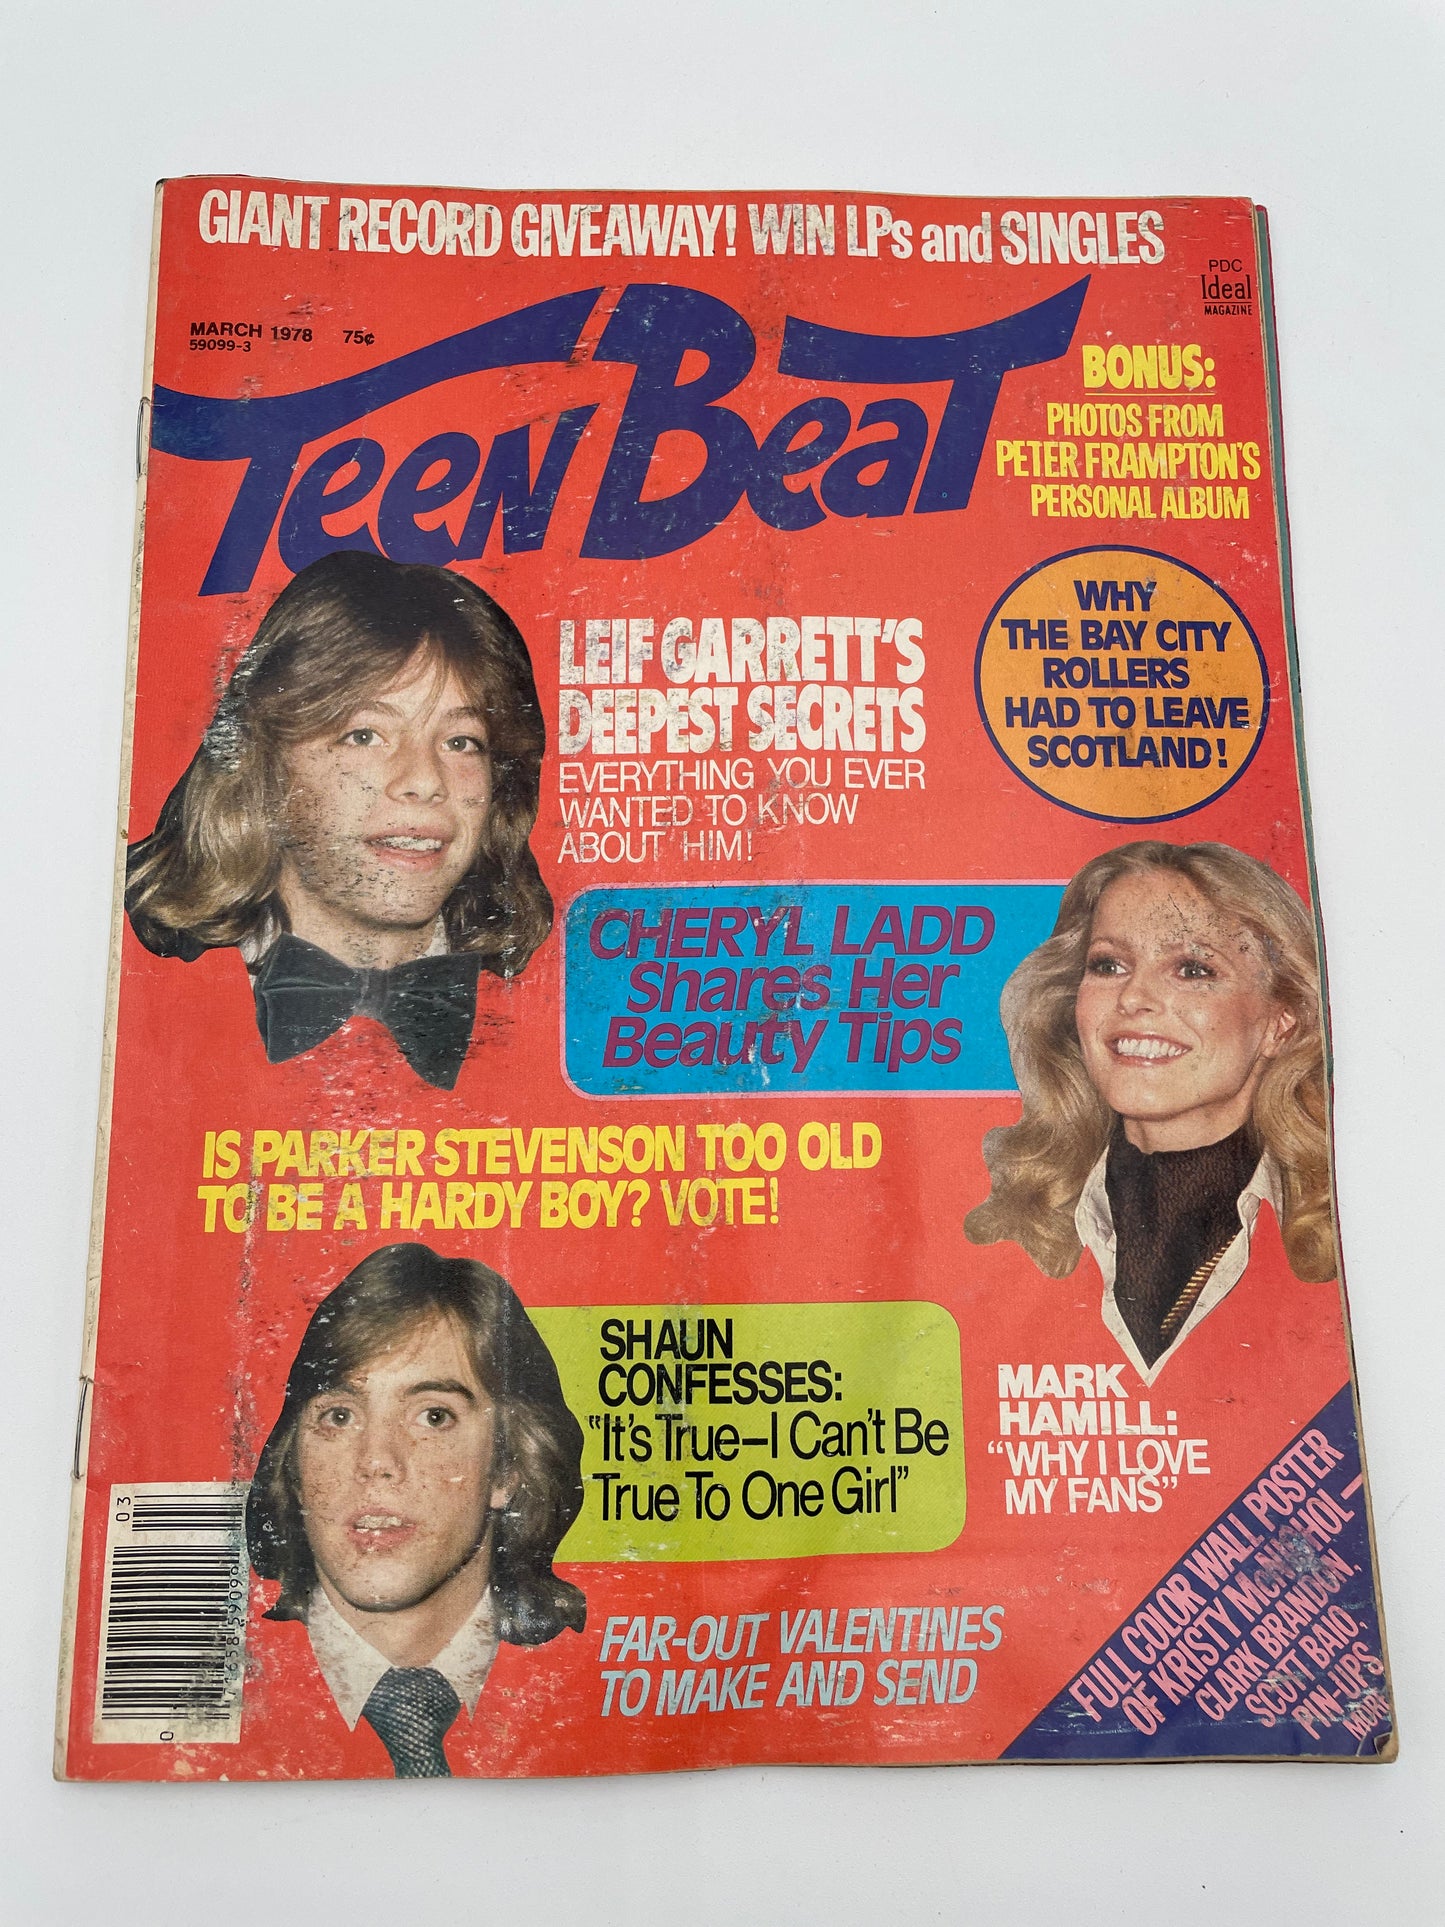 GIANT RECORD GIVEAWAY! WIN LPs and SINGLES
PDC
Ideal
MAGAZINE
MARCH 1978 75¢
59099-3
TEEN BEAT
BONUS:
PHOTOS FROM
PETER FRAMPTON'S
PERSONAL ALBUM
WHY
THE BAY CITY
ROLLERS
HAD TO LEAVE
SCOTLAND!
LEIF GARRETT'S
DEEPEST SECRETS
EVERYTHING YOU EVER
WANTED TO KNOW
ABOUT HIM!
CHERYL LADD
Shares Her
Beauty Tips
IS PARKER STEVENSON TOO OLD
TO BE A HARDY BOY? VOTE!
SHAUN
CONFESSES:
"It's True—I Can't Be
True To One Girl"
MARK
HAMILL:
"WHY I LOVE
MY FANS"
FAR-OUT VALENTINES
TO MAKE AND SEND
FULL COLOR WALL POSTER
OF KRISTY McNICHOL—
CLARK BRANDON,
SCOTT BAIO,
PIN-UPS,
MORE
03
0